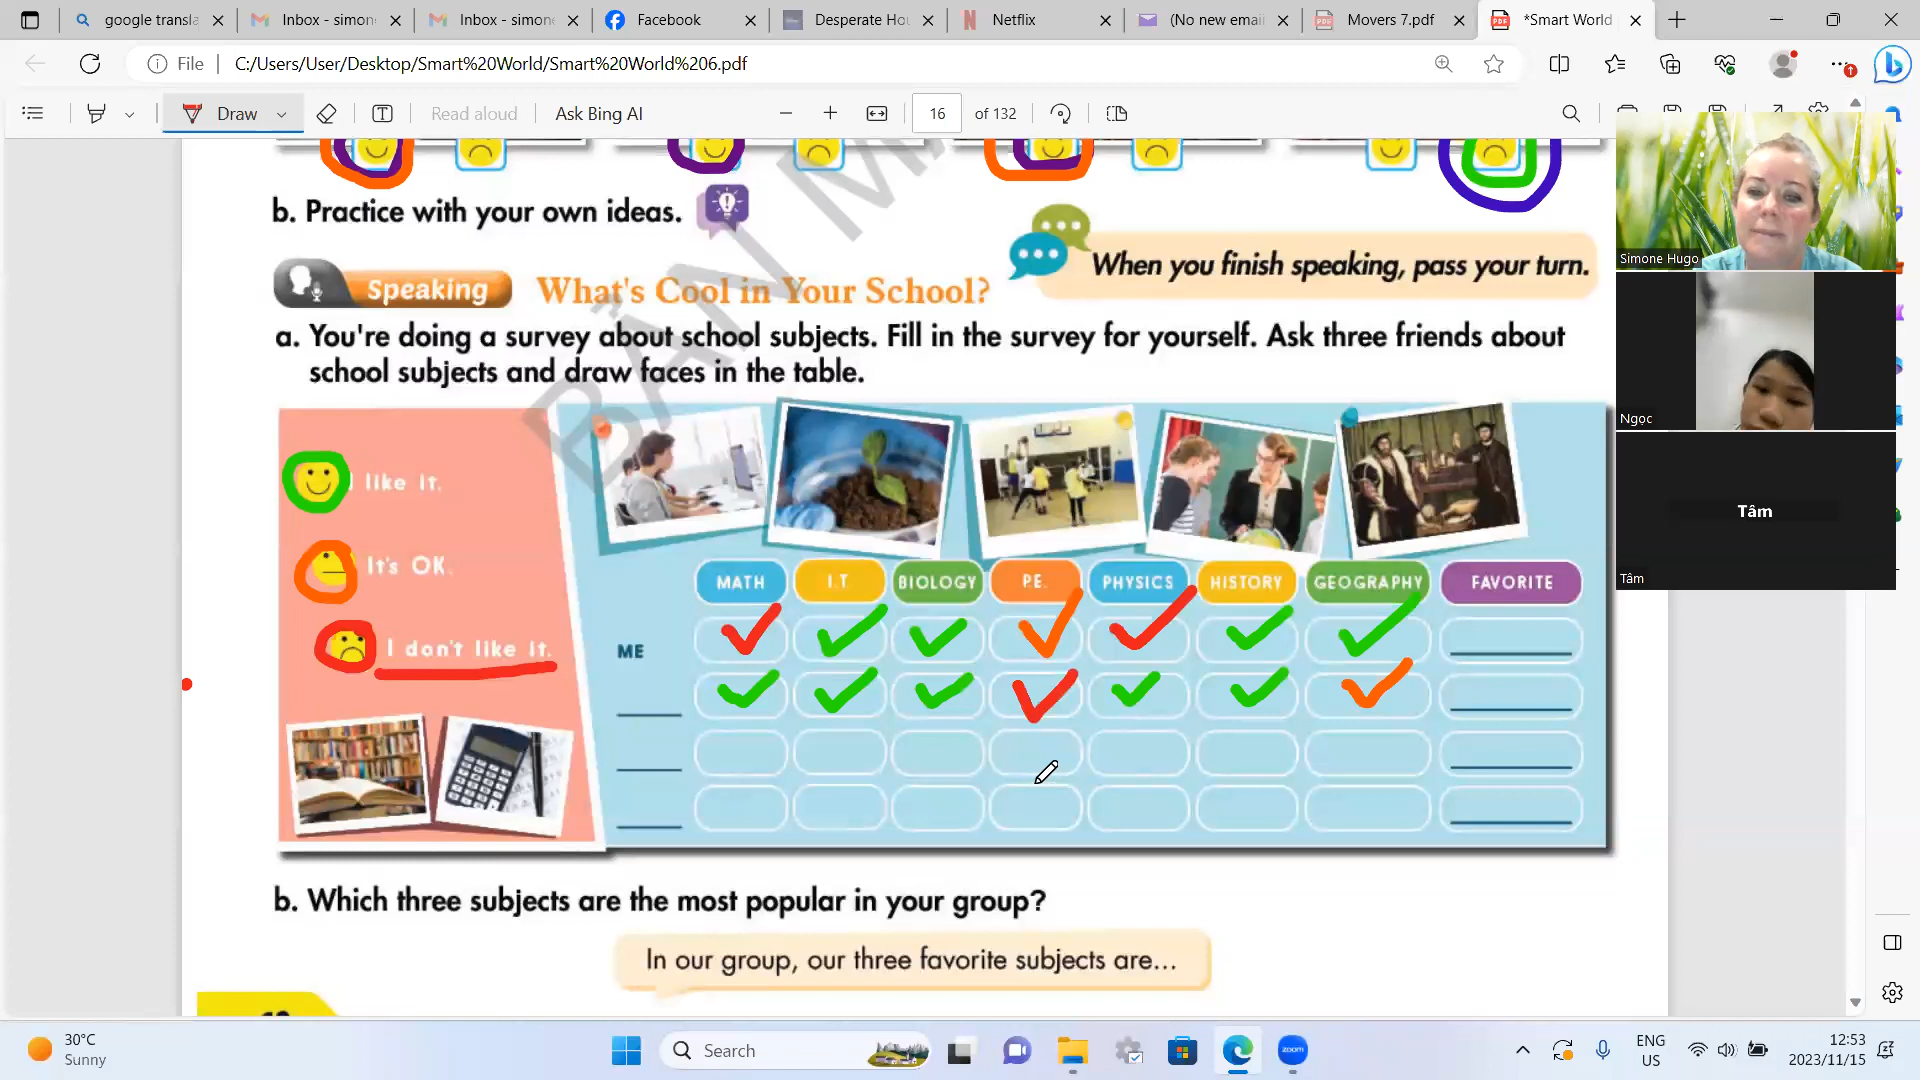 google transla
Inbox - simon
Inbox - simon
Facebook
Desperate Hou
Netflix
(No new emai
Movers 7.pdf
*Smart World
File
C:/Users/User/Desktop/Smart%20World/Smart%20World%206.pdf
Draw
Read aloud
Ask Bing AI
16
of 132
b. Practice with your own ideas.
When you finish speaking, pass your turn.
Speaking
What's Cool in Your School?
a. You're doing a survey about school subjects. Fill in the survey for yourself. Ask three friends about
school subjects and draw faces in the table.
BẢN M
I like it.
It's OK.
I don't like it.
MATH
I.T
BIOLOGY
P.E.
PHYSICS
HISTORY
GEOGRAPHY
FAVORITE
ME
b. Which three subjects are the most popular in your group?
In our group, our three favorite subjects are...
Simone Hugo
Ngọc
Tâm
Tâm
30°C
Sunny
Search
zoom
ENG
US
12:53
2023/11/15